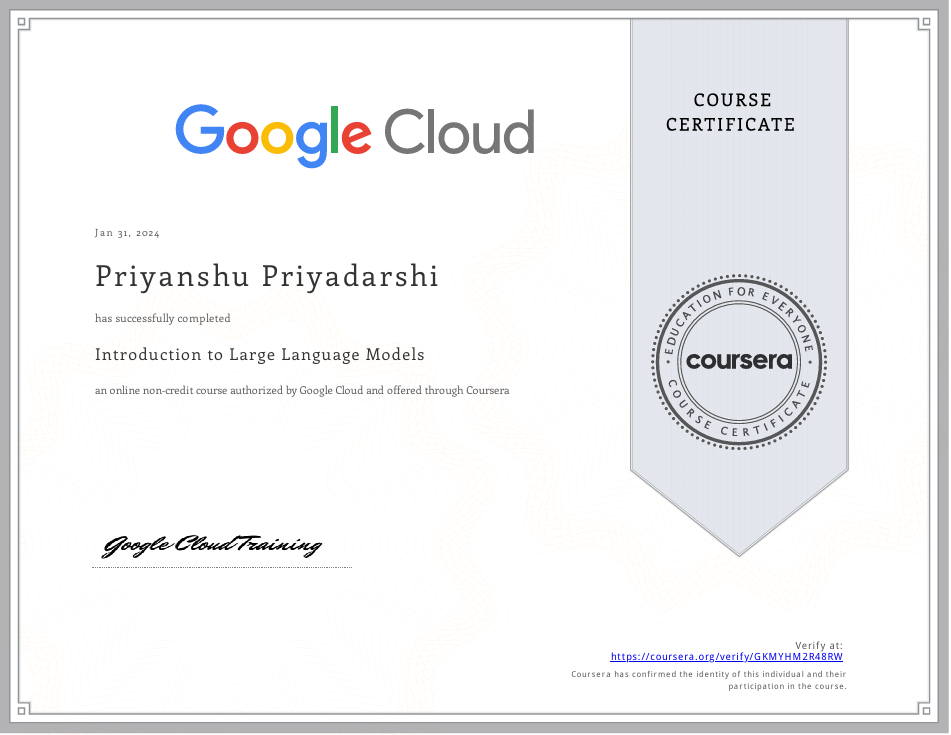 COURSE
CERTIFICATE
Google Cloud
Jan 31, 2024
Priyanshu Priyadarshi
has successfully completed
Introduction to Large Language Models
an online non-credit course authorized by Google Cloud and offered through Coursera
EDUCATION FOR EVERYONE
coursera
COURSE CERTIFICATE
Google Cloud Training
Verify at:
https://coursera.org/verify/GKMYHM2R48RW
Coursera has confirmed the identity of this individual and their
participation in the course.